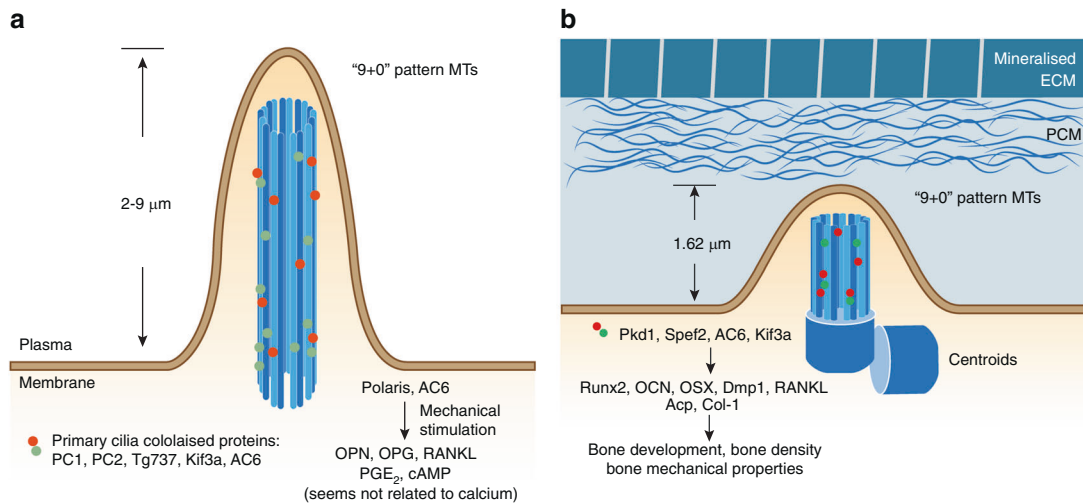 a
"9+0" pattern MTs
2-9 μm
Plasma
Membrane
Primary cilia cololaised proteins:
PC1, PC2, Tg737, Kif3a, AC6
Polaris, AC6
Mechanical
stimulation
OPN, OPG, RANKL
PGE₂, cAMP
(seems not related to calcium)
b
Mineralised
ECM
PCM
"9+0" pattern MTs
1.62 μm
Pkd1, Spef2, AC6, Kif3a
Centroids
Runx2, OCN, OSX, Dmp1, RANKL
Acp, Col-1
Bone development, bone density
bone mechanical properties